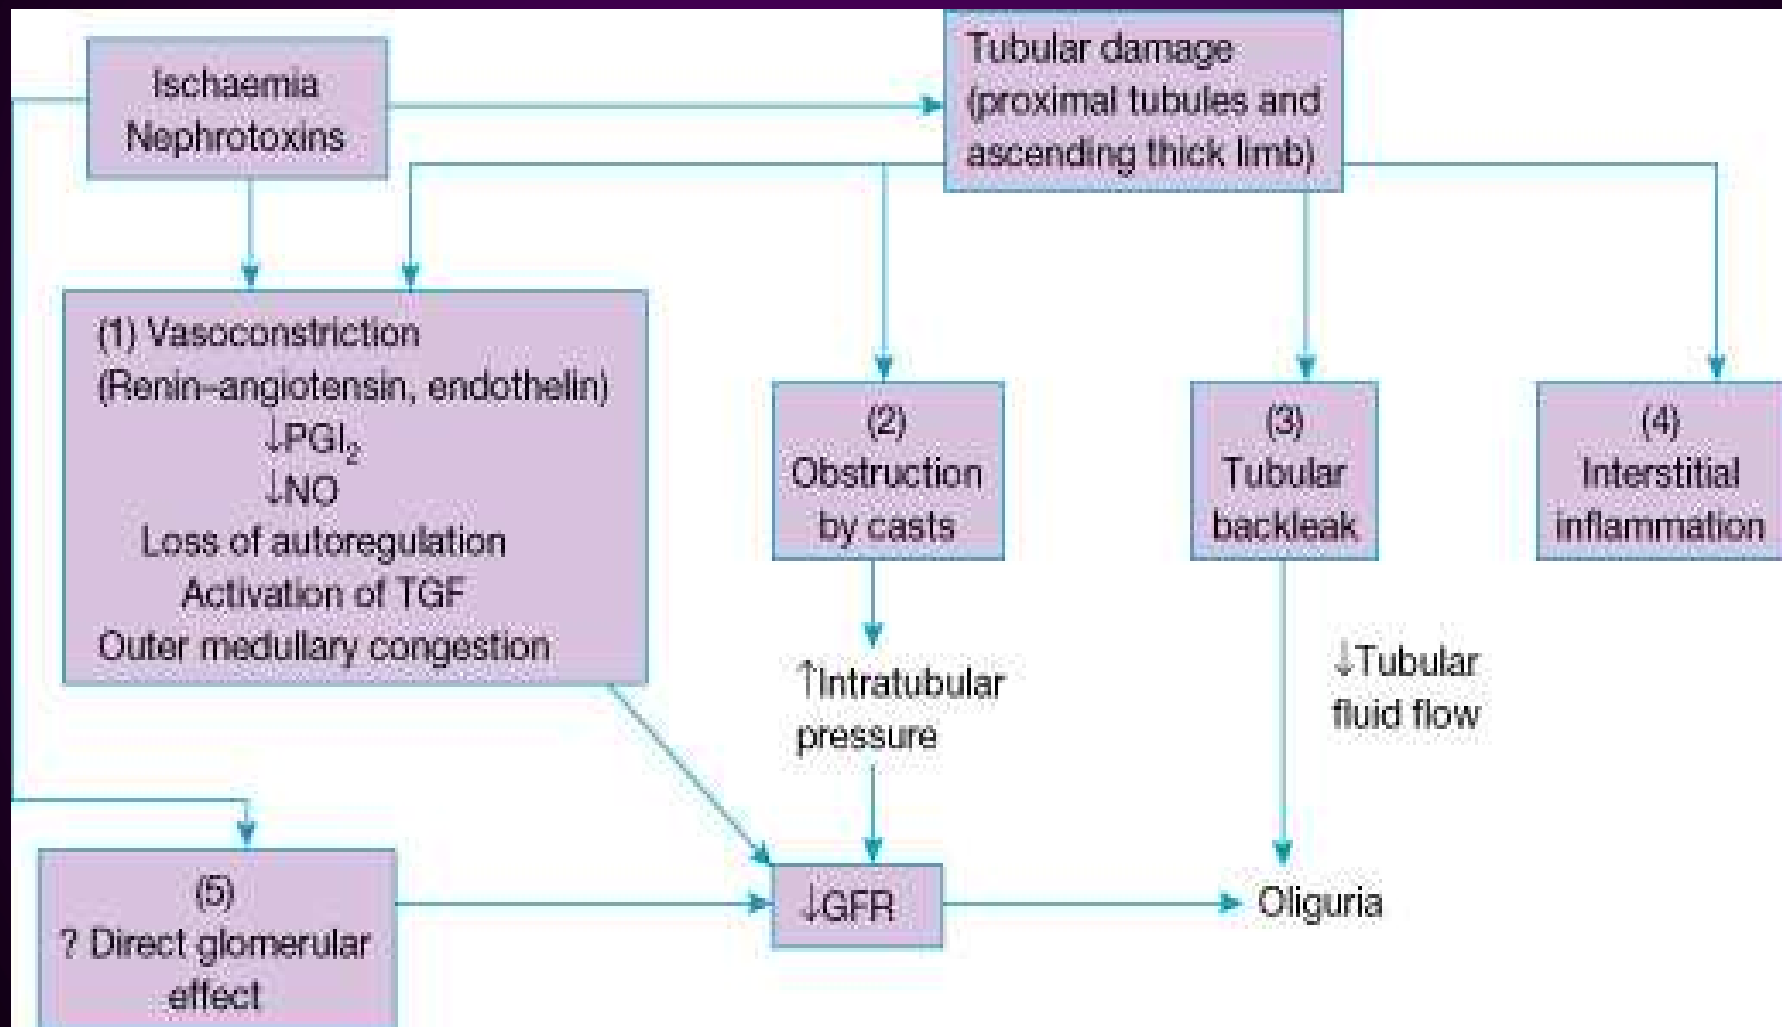 Ischaemia
Nephrotoxins
Tubular damage
(proximal tubules and
ascending thick limb)
(1) Vasoconstriction
(Renin–angiotensin, endothelin)
↓PGI₂
↓NO
Loss of autoregulation
Activation of TGF
Outer medullary congestion
(2)
Obstruction
by casts
(3)
Tubular
backleak
(4)
Interstitial
inflammation
↑Intratubular
pressure
↓Tubular
fluid flow
(5)
? Direct glomerular
effect
↓GFR
Oliguria